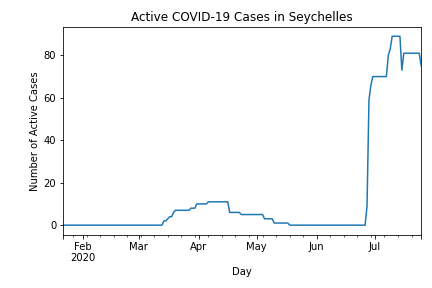 Active COVID-19 Cases in Seychelles
Number of Active Cases
80
60
40
20
0
Feb
2020
Mar
Apr
May
Jun
Jul
Day